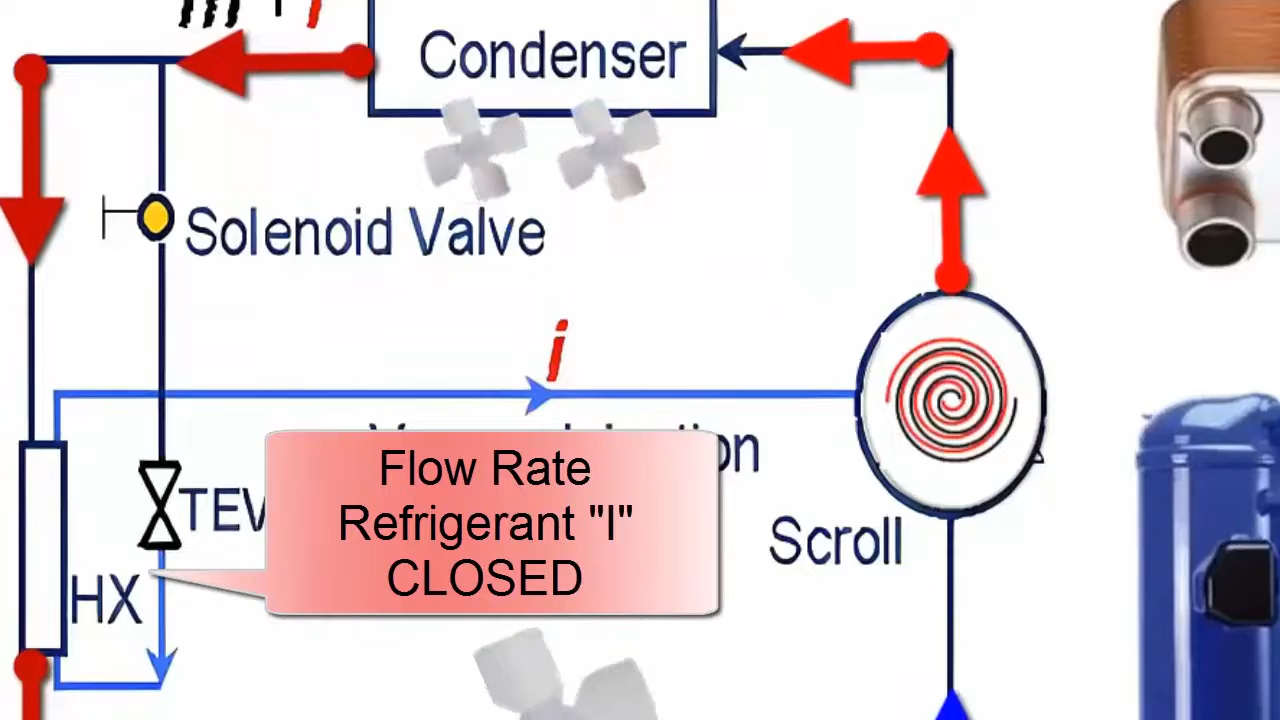 Condenser
Solenoid Valve
i
Flow Rate
Refrigerant "I"
CLOSED
TEV
Scroll
HX